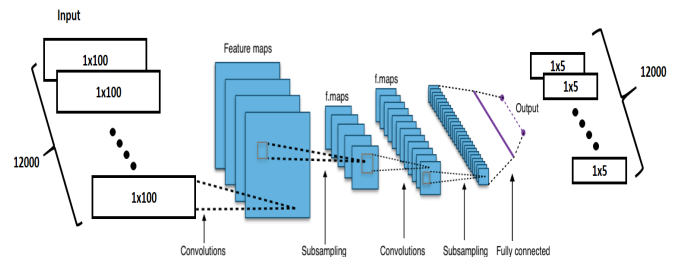 Input
1x100
1x100
12000
1x100
Feature maps
f.maps
f.maps
Output
1x5
1x5
12000
1x5
Convolutions
Subsampling
Convolutions
Subsampling
Fully connected